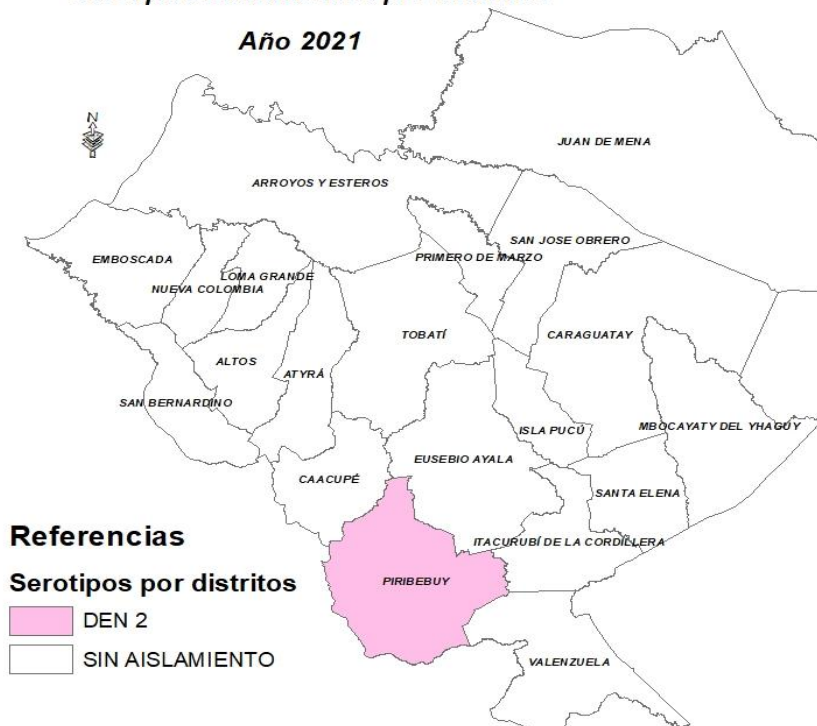 Año 2021
N
JUAN DE MENA
ARROYOS Y ESTEROS
SAN JOSE OBRERO
EMBOSCADA
PRIMERO DE MARZO
LOMA GRANDE
NUEVA COLOMBIA
TOBATÍ
CARAGUATAY
ALTOS
ATYRÁ
SAN BERNARDINO
ISLA PUCÚ
MBOCAYATY DEL YHAGUY
EUSEBIO AYALA
CAACUPÉ
SANTA ELENA
Referencias
ITACURUBÍ DE LA CORDILLERA
Serotipos por distritos
PIRIBEBUY
DEN 2
SIN AISLAMIENTO
VALENZUELA